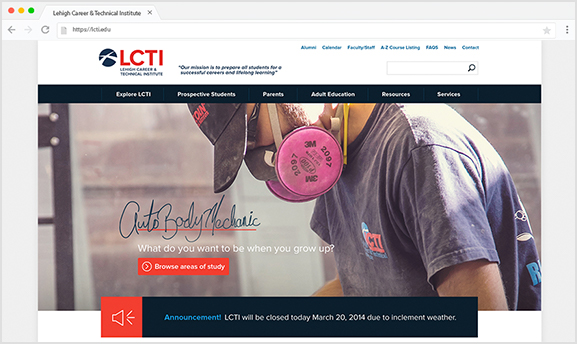 Lehigh Career & Technical Institute
https://lcti.edu
Alumni Calendar Faculty/Staff A-Z Course Listing FAQS News Contact
LCTI
LEHIGH CAREER &
TECHNICAL INSTITUTE
"Our mission is to prepare all students for a
successful careers and lifelong learning"
Explore LCTI Prospective Students Parents Adult Education Resources Services
3M
2097
3M
2097
LCTI
Auto Body Mechanic
What do you want to be when you grow up?
Browse areas of study
Announcement! LCTI will be closed today March 20, 2014 due to inclement weather.